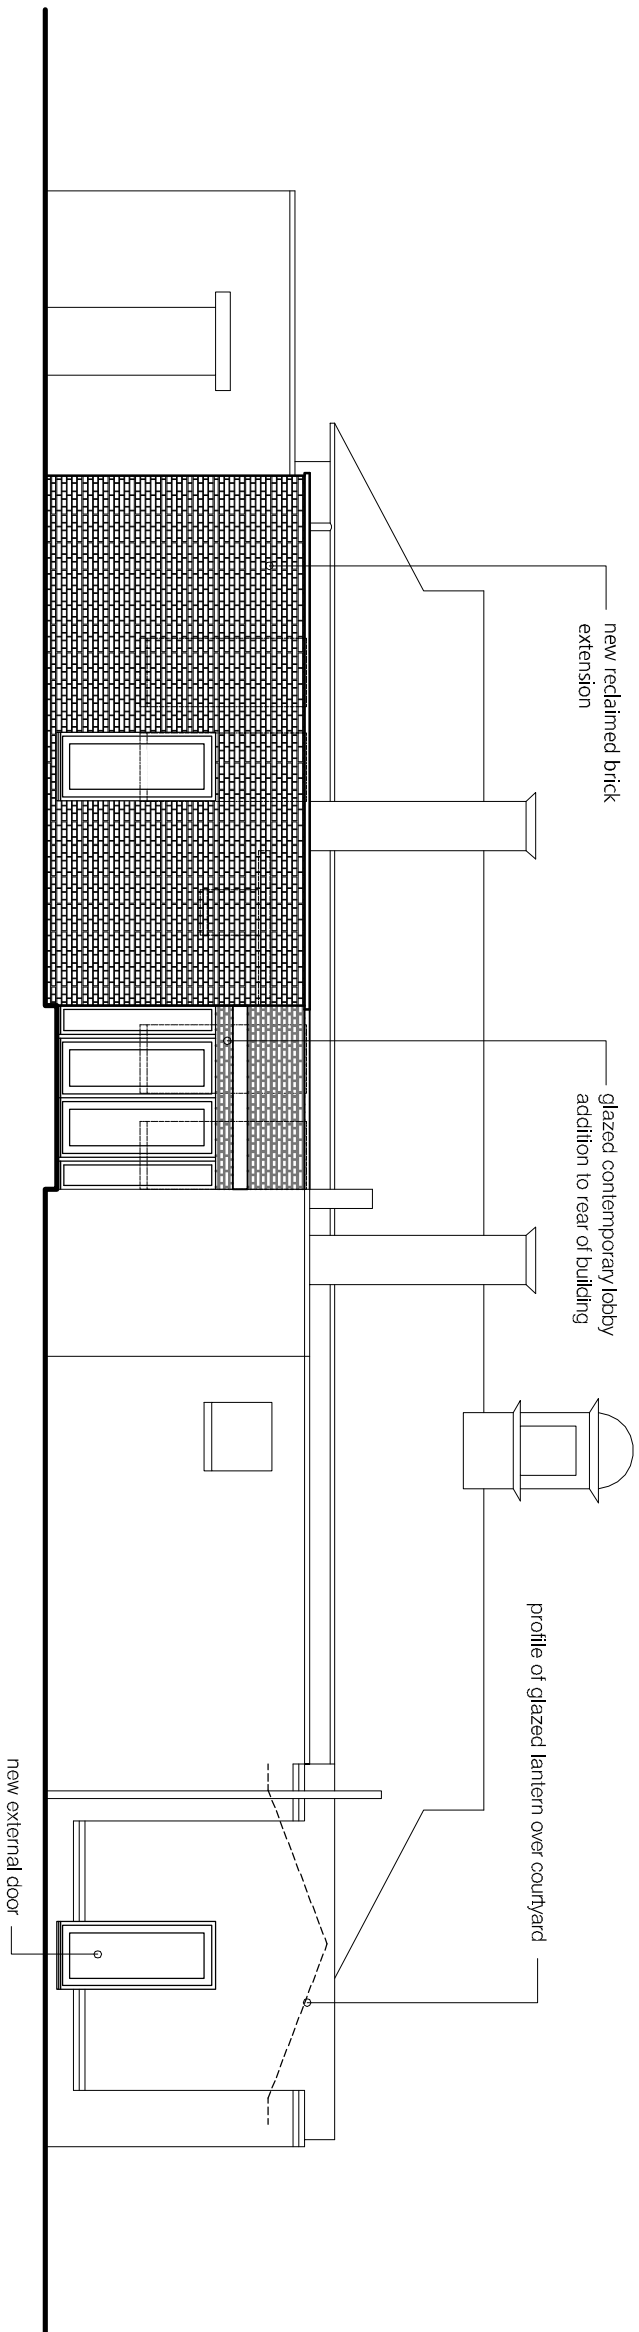 new reclaimed brick
extension
glazed contemporary lobby
addition to rear of building
profile of glazed lantern over courtyard
new external door